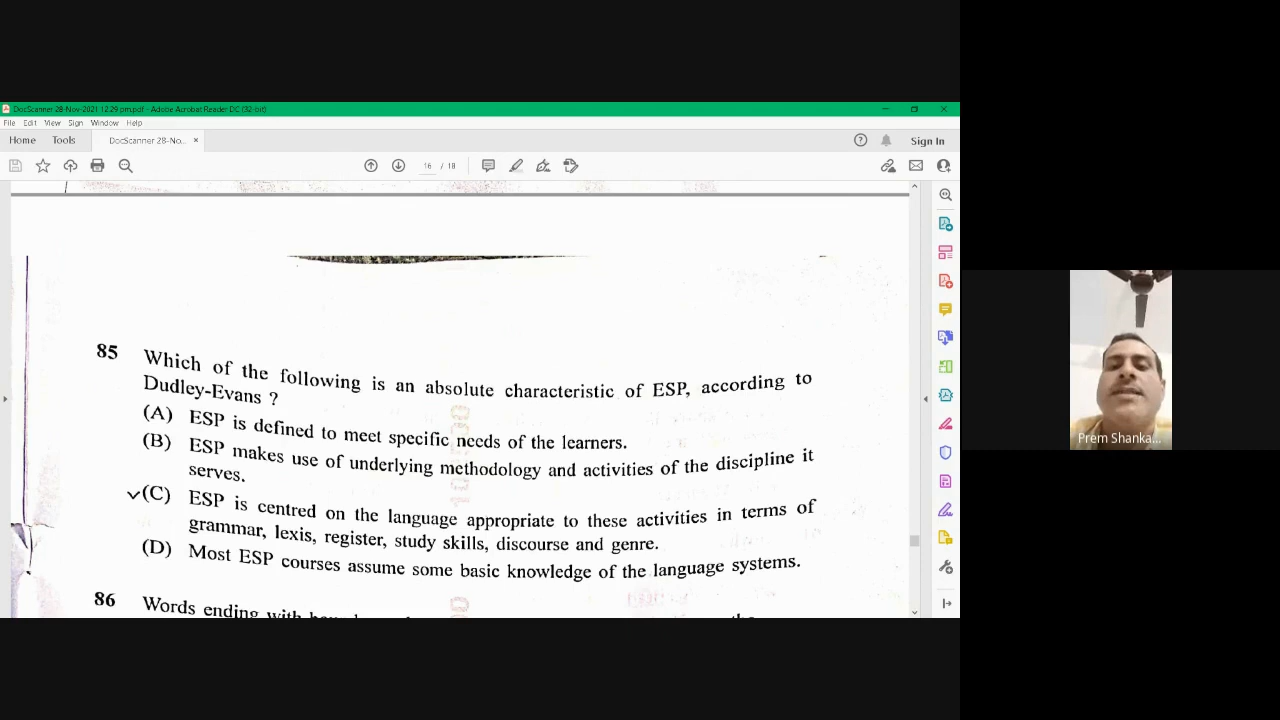 DocScanner 28-Nov-2021 12:29 pm.pdf - Adobe Acrobat Reader DC (32-bit)
File Edit View Sign Window Help
Home Tools DocScanner 28-No... × Sign In
16 / 18
85 Which of the following is an absolute characteristic of ESP, according to
Dudley-Evans ?
(A) ESP is defined to meet specific needs of the learners.
(B) ESP makes use of underlying methodology and activities of the discipline it
serves.
(C) ESP is centred on the language appropriate to these activities in terms of
grammar, lexis, register, study skills, discourse and genre.
(D) Most ESP courses assume some basic knowledge of the language systems.
86 Words ending with
Prem Shanka...